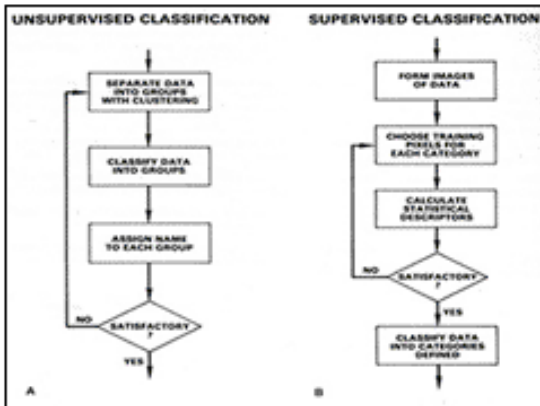 UNSUPERVISED CLASSIFICATION
SEPARATE DATA
INTO GROUPS
WITH CLUSTERING
CLASSIFY DATA
INTO GROUPS
ASSIGN NAME
TO EACH GROUP
NO
SATISFACTORY
?
YES
A
SUPERVISED CLASSIFICATION
FORM IMAGES
OF DATA
CHOOSE TRAINING
PIXELS FOR
EACH CATEGORY
CALCULATE
STATISTICAL
DESCRIPTORS
NO
SATISFACTORY
?
YES
CLASSIFY DATA
INTO CATEGORIES
DEFINED
B